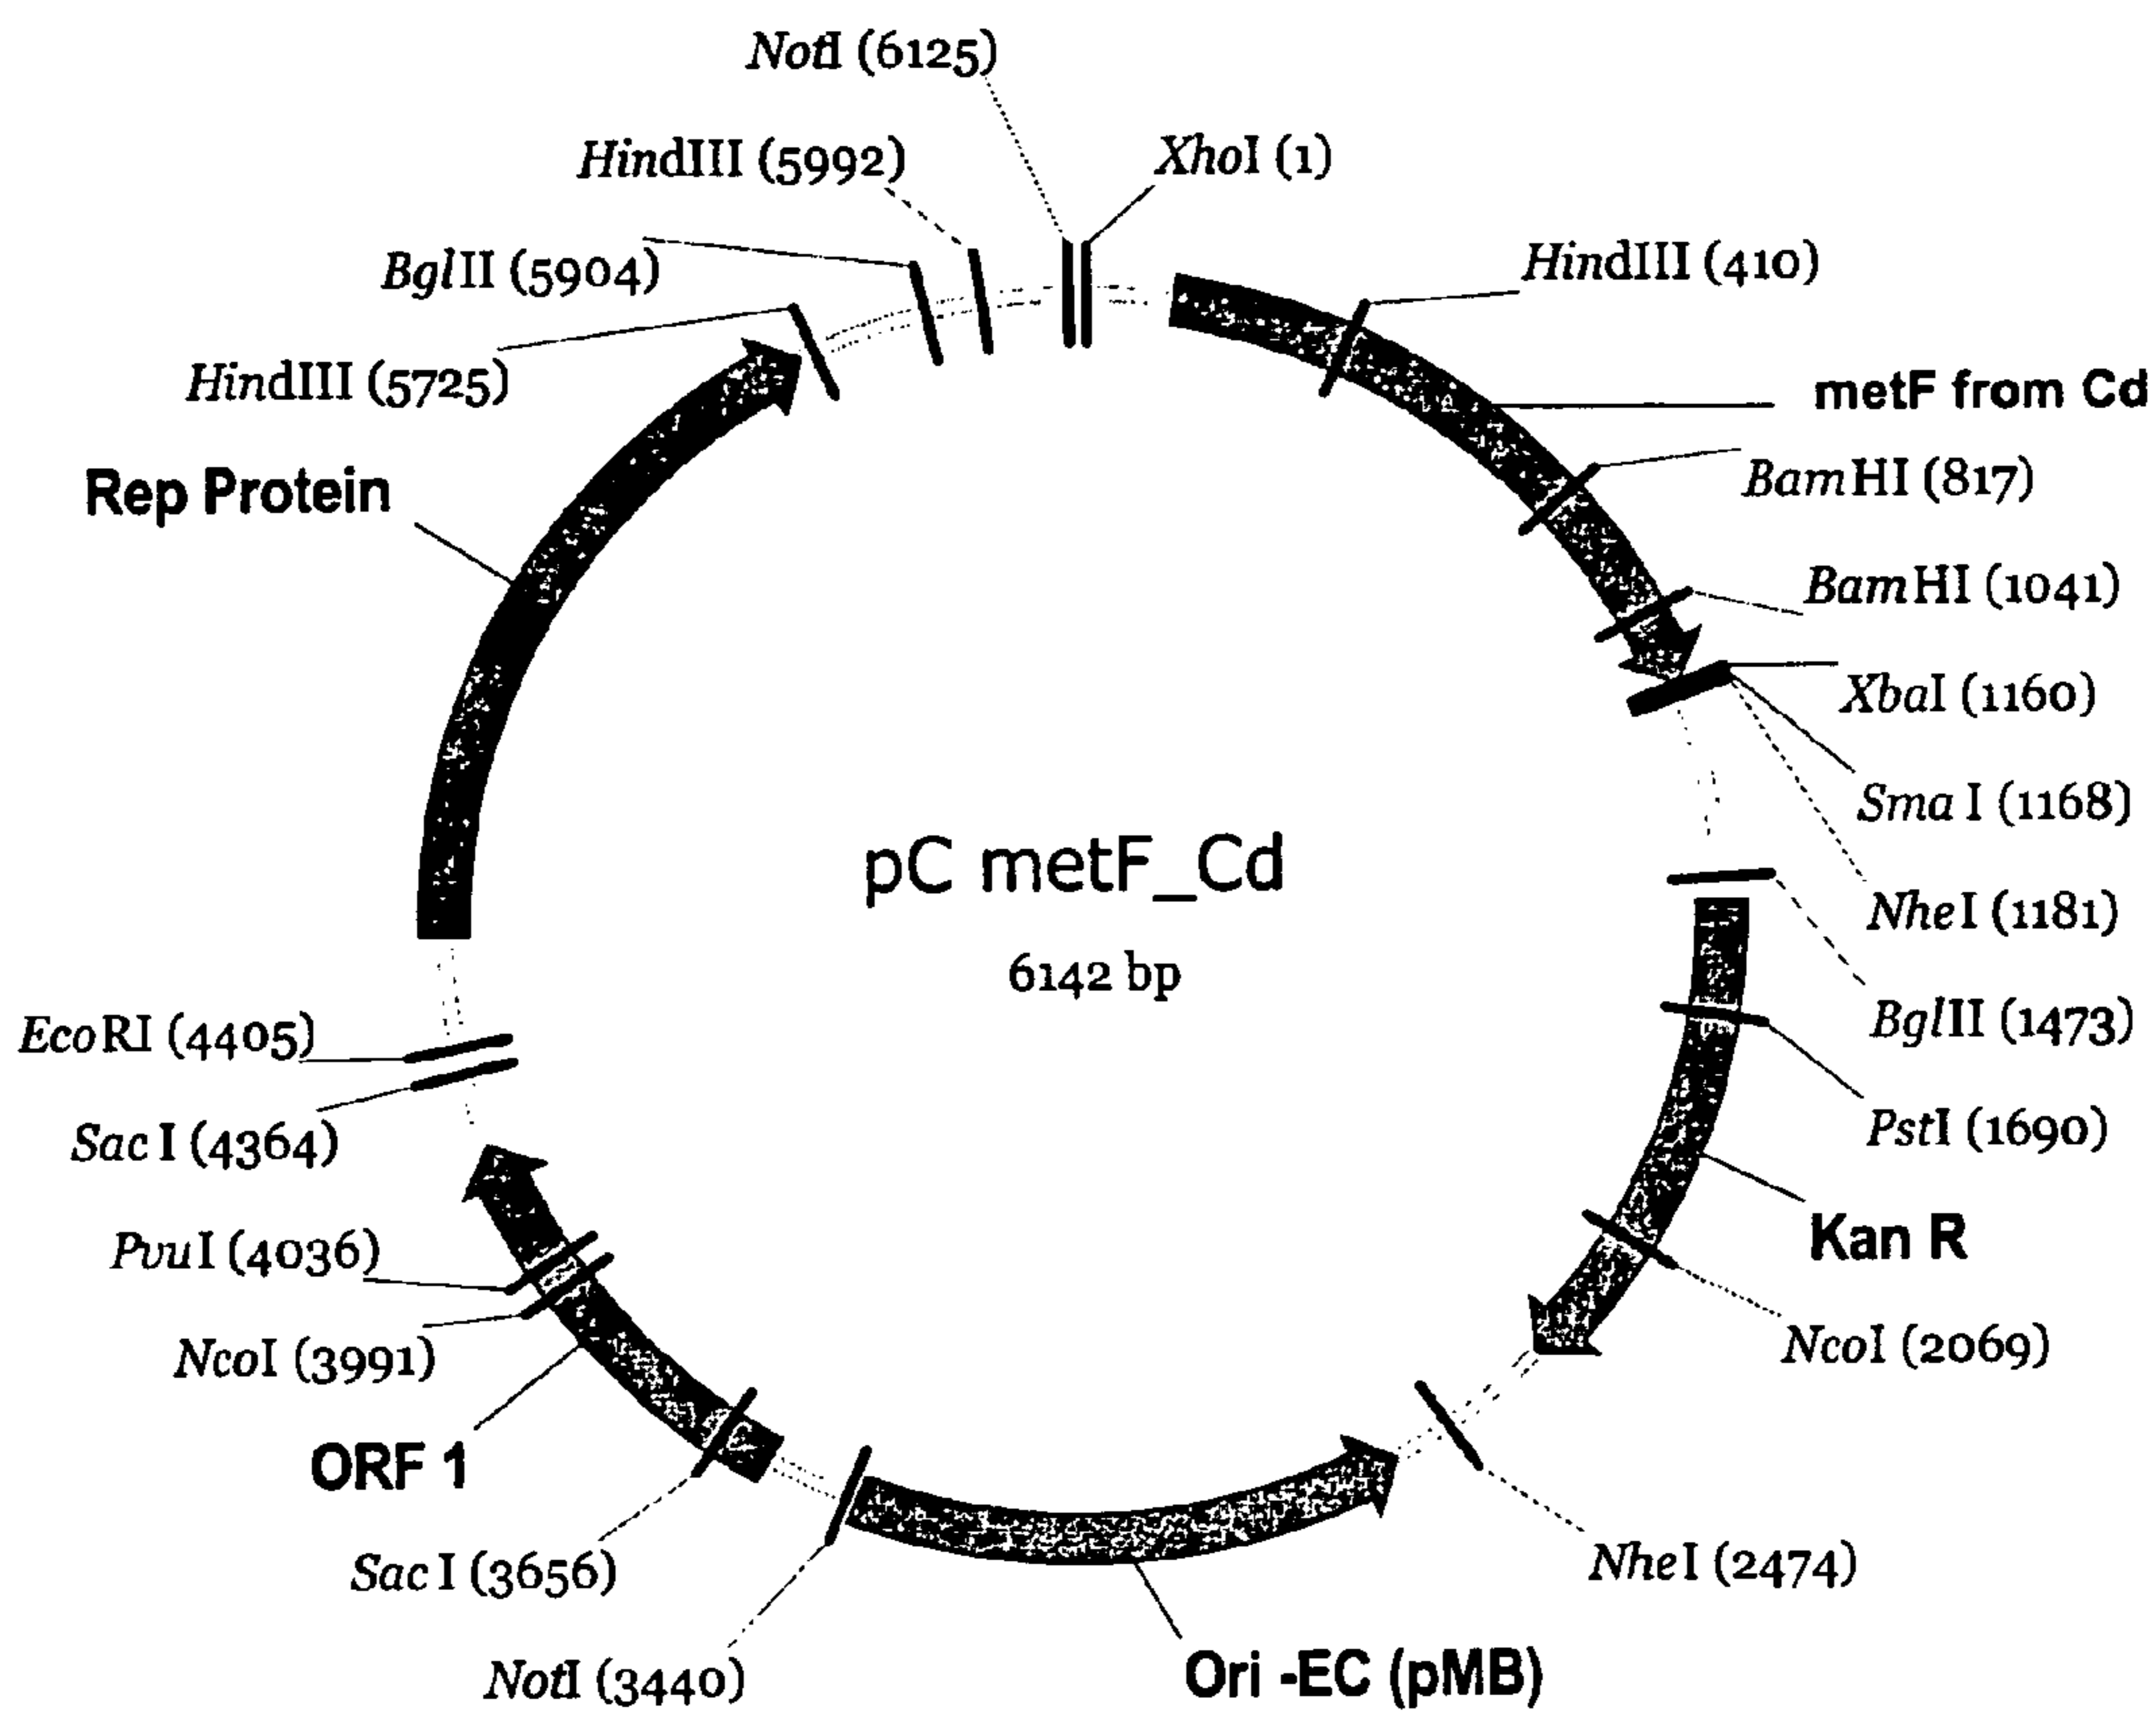 NotI (6125)
XhoI (1)
HindIII (5992)
HindIII (410)
BglII (5904)
HindIII (5725)
metF from Cd
Rep Protein
BamHI (817)
BamHI (1041)
XbaI (1160)
SmaI (1168)
pC metF_Cd
NheI (1181)
6142 bp
BglII (1473)
EcoRI (4405)
PstI (1690)
SacI (4364)
Kan R
PvuI (4036)
NcoI (2069)
NcoI (3991)
ORF 1
NheI (2474)
SacI (3656)
NotI (3440)
Ori -EC (pMB)